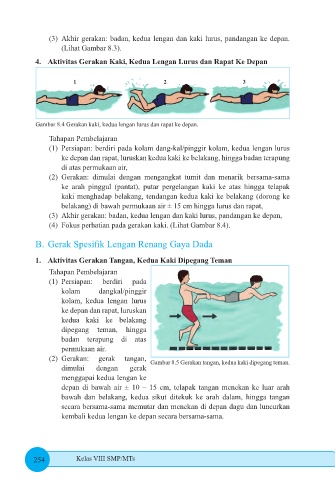 (3) Akhir gerakan: badan, kedua lengan dan kaki lurus, pandangan ke depan.
(Lihat Gambar 8.3).
4. Aktivitas Gerakan Kaki, Kedua Lengan Lurus dan Rapat Ke Depan
1 2 3
Gambar 8.4 Gerakan kaki, kedua lengan lurus dan rapat ke depan.
Tahapan Pembelajaran
(1) Persiapan: berdiri pada kolam dang-kal/pinggir kolam, kedua lengan lurus
ke depan dan rapat, luruskan kedua kaki ke belakang, hingga badan terapung
di atas permukaan air,
(2) Gerakan: dimulai dengan mengangkat tumit dan menarik bersama-sama
ke arah pinggul (pantat), putar pergelangan kaki ke atas hingga telapak
kaki menghadap belakang, tendangan kedua kaki ke belakang (dorong ke
belakang) di bawah permukaan air ± 15 cm hingga lurus dan rapat,
(3) Akhir gerakan: badan, kedua lengan dan kaki lurus, pandangan ke depan,
(4) Fokus perhatian pada gerakan kaki. (Lihat Gambar 8.4).
B. Gerak Spesifik Lengan Renang Gaya Dada
1. Aktivitas Gerakan Tangan, Kedua Kaki Dipegang Teman
Tahapan Pembelajaran
(1) Persiapan: berdiri pada
kolam dangkal/pinggir
kolam, kedua lengan lurus
ke depan dan rapat, luruskan
kedua kaki ke belakang
dipegang teman, hingga
badan terapung di atas
permukaan air.
(2) Gerakan: gerak tangan,
dimulai dengan gerak
menggapai kedua lengan ke
Gambar 8.5 Gerakan tangan, kedua kaki dipegang teman.
depan di bawah air ± 10 – 15 cm, telapak tangan menekan ke luar arah
bawah dan belakang, kedua sikut ditekuk ke arah dalam, hingga tangan
secara bersama-sama memutar dan menekan di depan dagu dan luncurkan
kembali kedua lengan ke depan secara bersama-sama.
254 Kelas VIII SMP/MTs